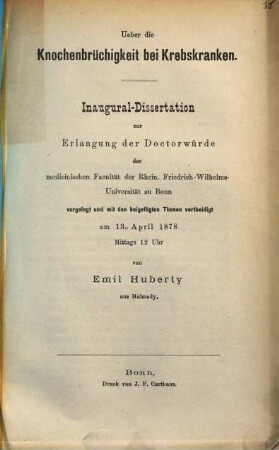 Ueber die
Knochenbrüchigkeit bei Krebskranken.
Inaugural-Dissertation
zur
Erlangung der Doctorwürde
der
medicinischen Facultät der Rhein. Friedrich-Wilhelms-
Universität zu Bonn
vorgelegt und mit den beigefügten Thesen vertheidigt
am 13. April 1878
Mittags 12 Uhr
von
Emil Huberty
aus Malmedy.
Bonn,
Druck von J. F. Carthaus.